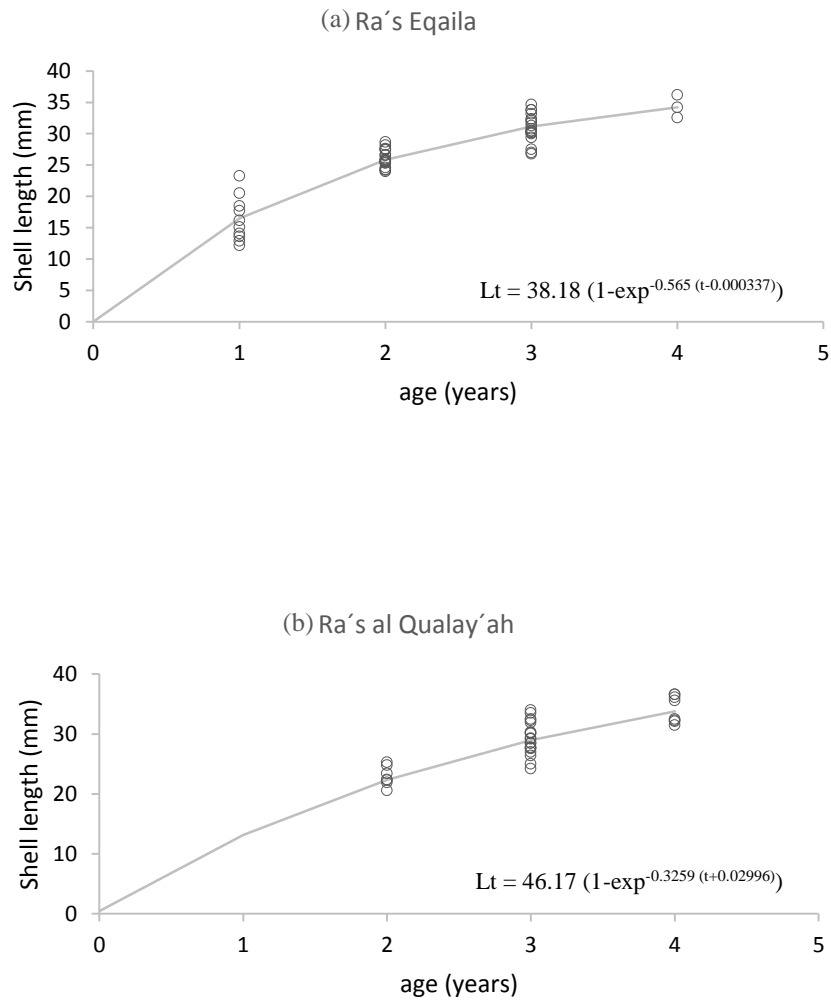 (a) Ra´s Eqaila
40
35
30
25
20
15
10
5
0
Shell length (mm)
Lt = 38.18 (1-exp-0.565 (t-0.000337))
0 1 2 3 4 5
age (years)
(b) Ra´s al Qualay´ah
40
30
20
10
0
Shell length (mm)
Lt = 46.17 (1-exp-0.3259 (t+0.02996))
0 1 2 3 4 5
age (years)